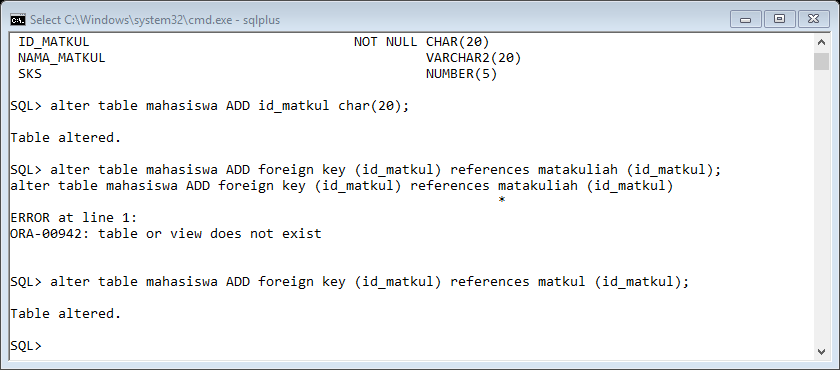 Select C:\Windows\system32\cmd.exe - sqlplus
ID_MATKUL NOT NULL CHAR(20)
NAMA_MATKUL VARCHAR2(20)
SKS NUMBER(5)
SQL> alter table mahasiswa ADD id_matkul char(20);
Table altered.
SQL> alter table mahasiswa ADD foreign key (id_matkul) references matakuliah (id_matkul);
alter table mahasiswa ADD foreign key (id_matkul) references matakuliah (id_matkul)
*
ERROR at line 1:
ORA-00942: table or view does not exist
SQL> alter table mahasiswa ADD foreign key (id_matkul) references matkul (id_matkul);
Table altered.
SQL>